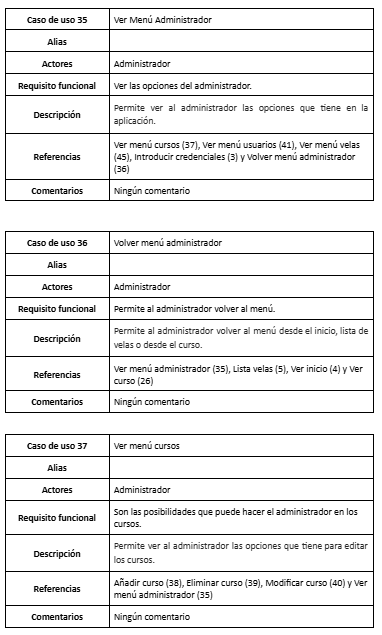 Caso de uso 35 Ver Menú Administrador
Alias
Actores Administrador
Requisito funcional Ver las opciones del administrador.
Descripción Permite ver al administrador las opciones que tiene en la
aplicación.
Referencias Ver menú cursos (37), Ver menú usuarios (41), Ver menú velas
(45), Introducir credenciales (3) y Volver menú administrador
(36)
Comentarios Ningún comentario
Caso de uso 36 Volver menú administrador
Alias
Actores Administrador
Requisito funcional Permite al administrador volver al menú.
Descripción Permite al administrador volver al menú desde el inicio, lista de
velas o desde el curso.
Referencias Ver menú administrador (35), Lista velas (5), Ver inicio (4) y Ver
curso (26)
Comentarios Ningún comentario
Caso de uso 37 Ver menú cursos
Alias
Actores Administrador
Requisito funcional Son las posibilidades que puede hacer el administrador en los
cursos.
Descripción Permite ver al administrador las opciones que tiene para editar
los cursos.
Referencias Añadir curso (38), Eliminar curso (39), Modificar curso (40) y Ver
menú administrador (35)
Comentarios Ningún comentario